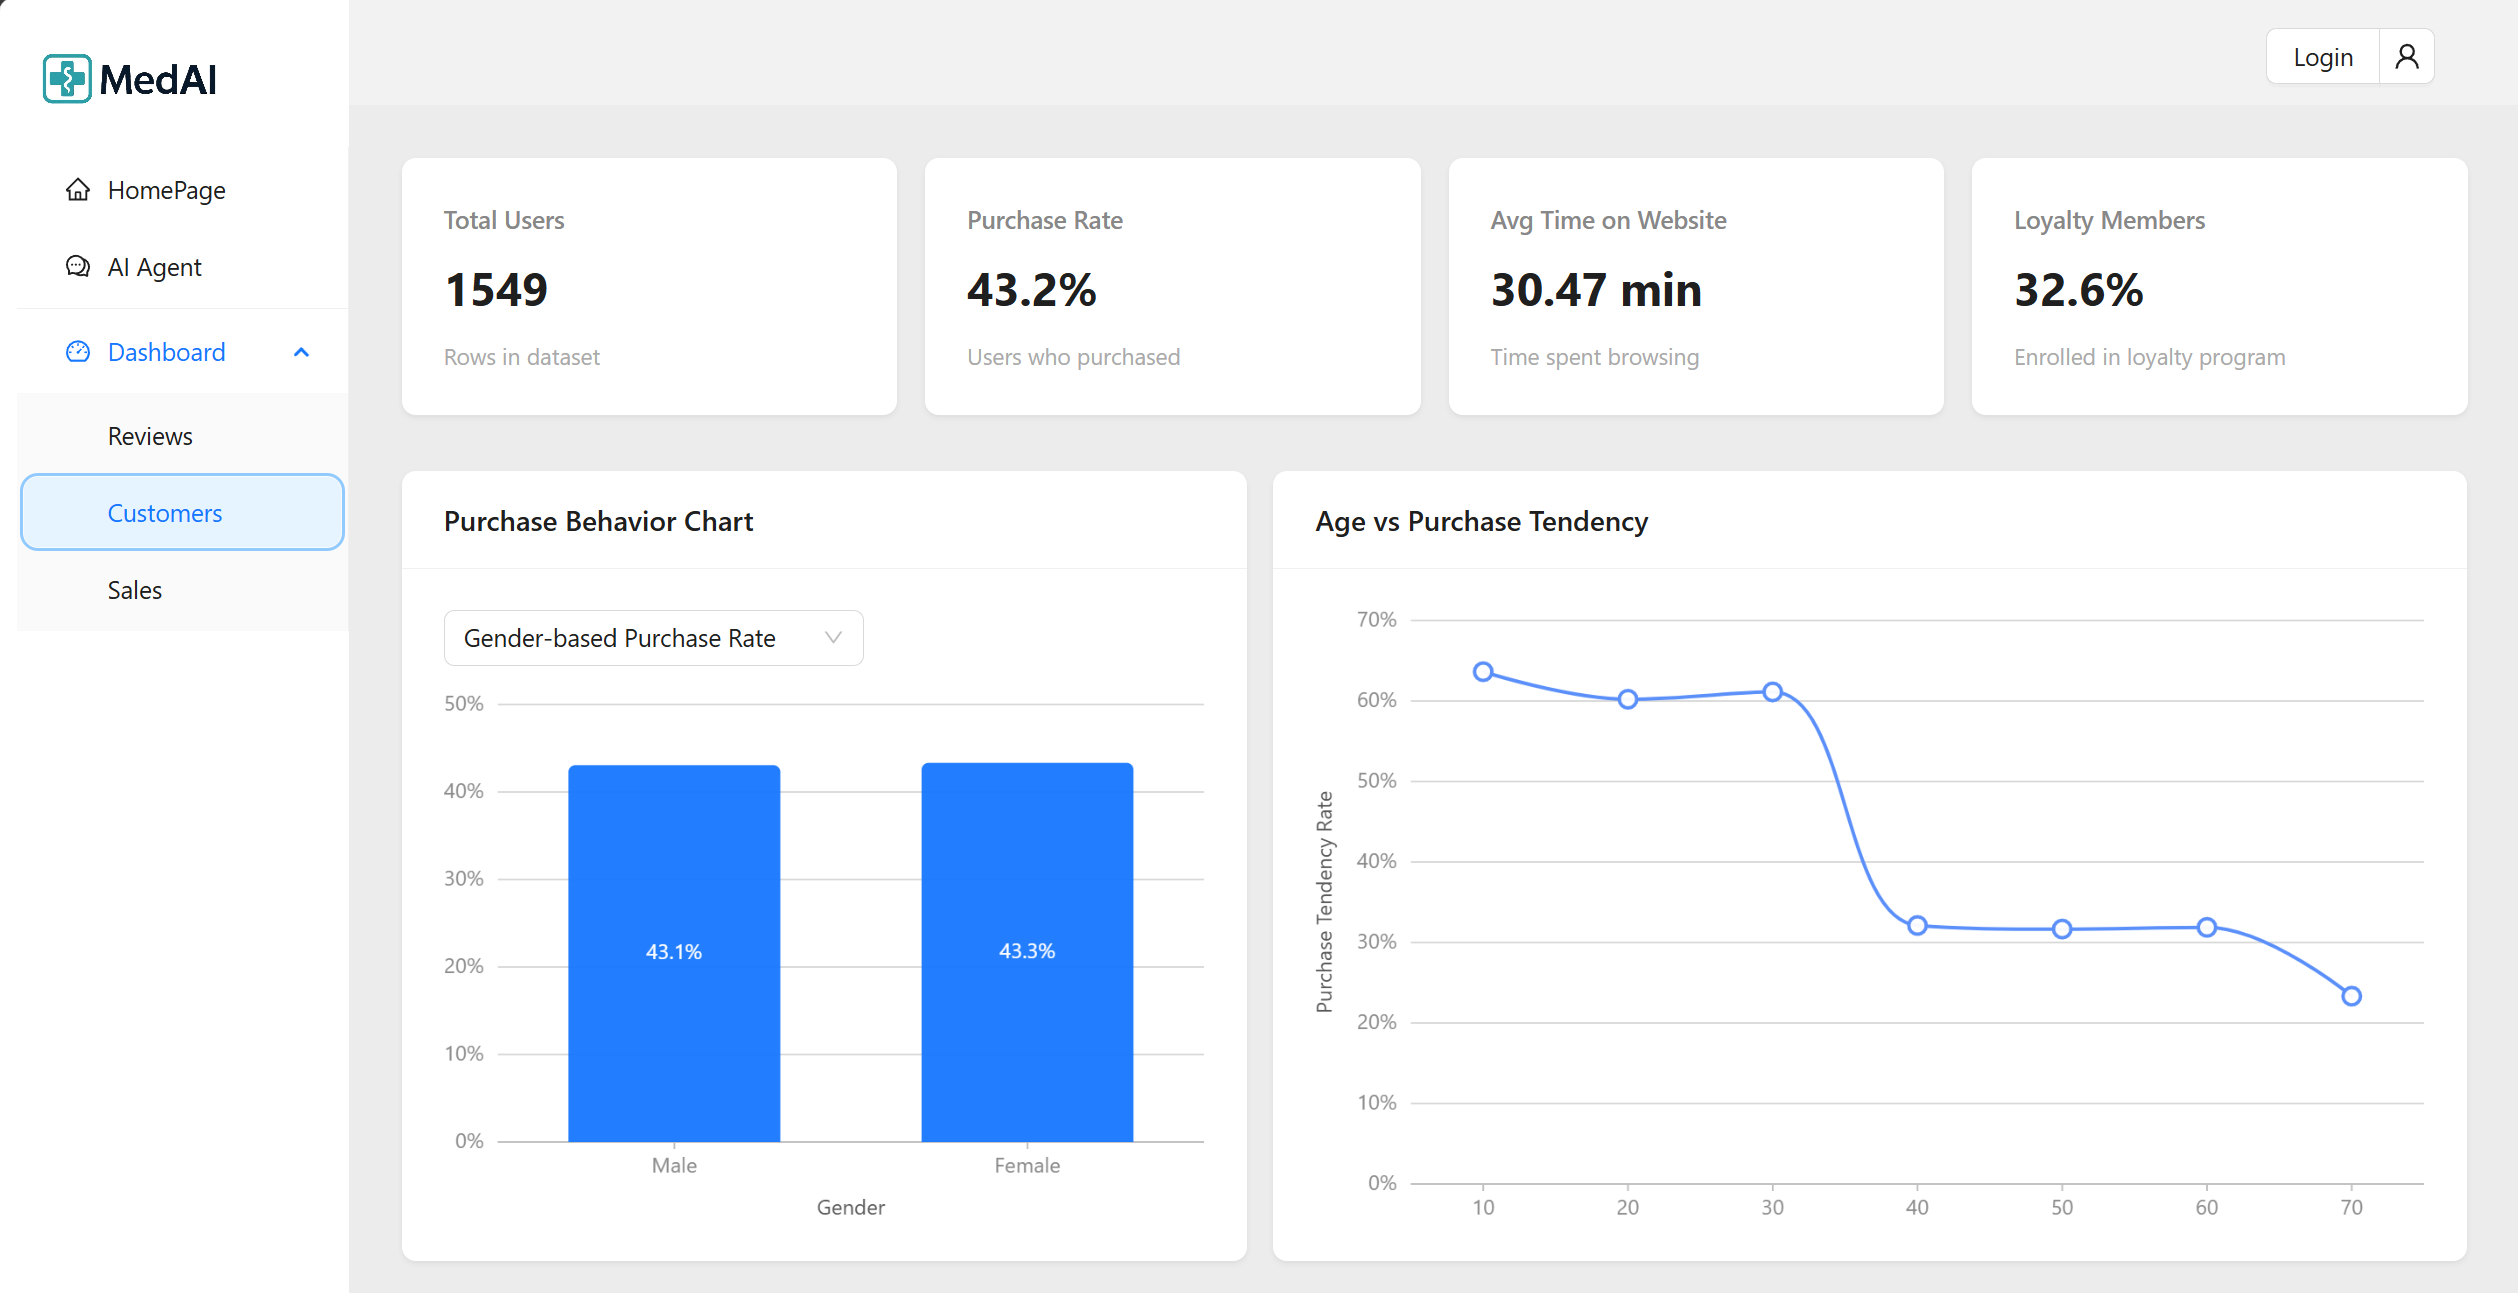 MedAI
Login
HomePage
AI Agent
Dashboard
Reviews
Customers
Sales
Total Users
1549
Rows in dataset
Purchase Rate
43.2%
Users who purchased
Avg Time on Website
30.47 min
Time spent browsing
Loyalty Members
32.6%
Enrolled in loyalty program
Purchase Behavior Chart
Gender-based Purchase Rate
50%
40%
30%
20%
10%
0%
43.1%
43.3%
Male
Female
Gender
Age vs Purchase Tendency
Purchase Tendency Rate
70%
60%
50%
40%
30%
20%
10%
0%
10
20
30
40
50
60
70